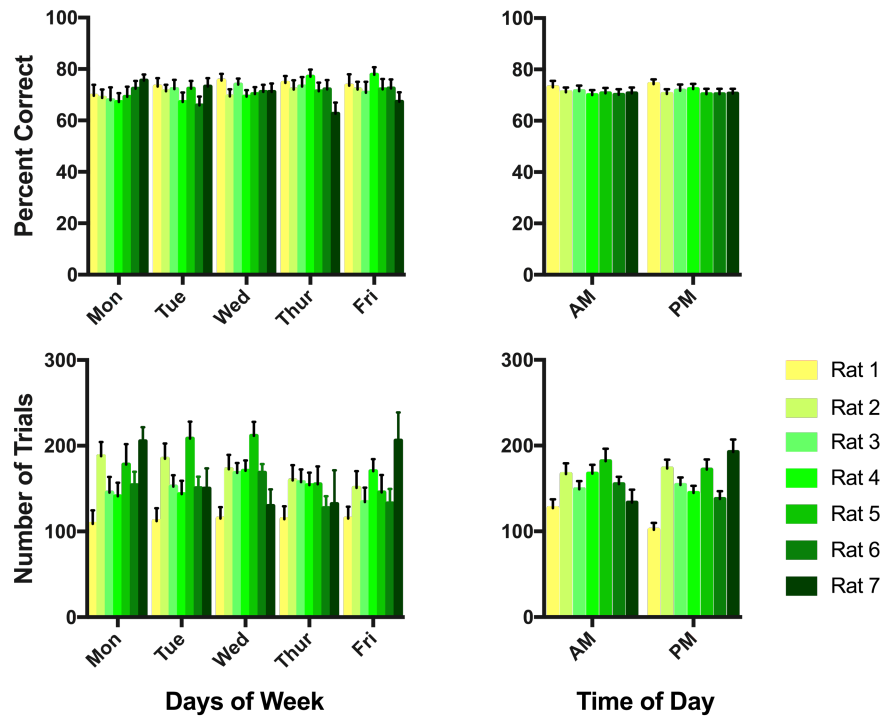 Percent Correct
100
80
60
40
20
0
Mon
Tue
Wed
Thur
Fri
100
80
60
40
20
0
AM
PM
Number of Trials
300
200
100
0
Mon
Tue
Wed
Thur
Fri
Days of Week
300
200
100
0
AM
PM
Time of Day
Rat 1
Rat 2
Rat 3
Rat 4
Rat 5
Rat 6
Rat 7